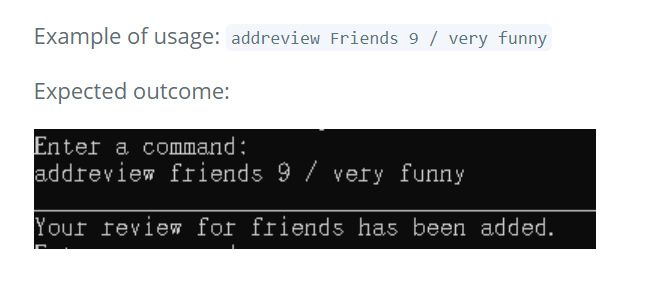 Example of usage: addreview Friends 9 / very funny
Expected outcome:
Enter a command:
addreview friends 9 / very funny
Your review for friends has been added.